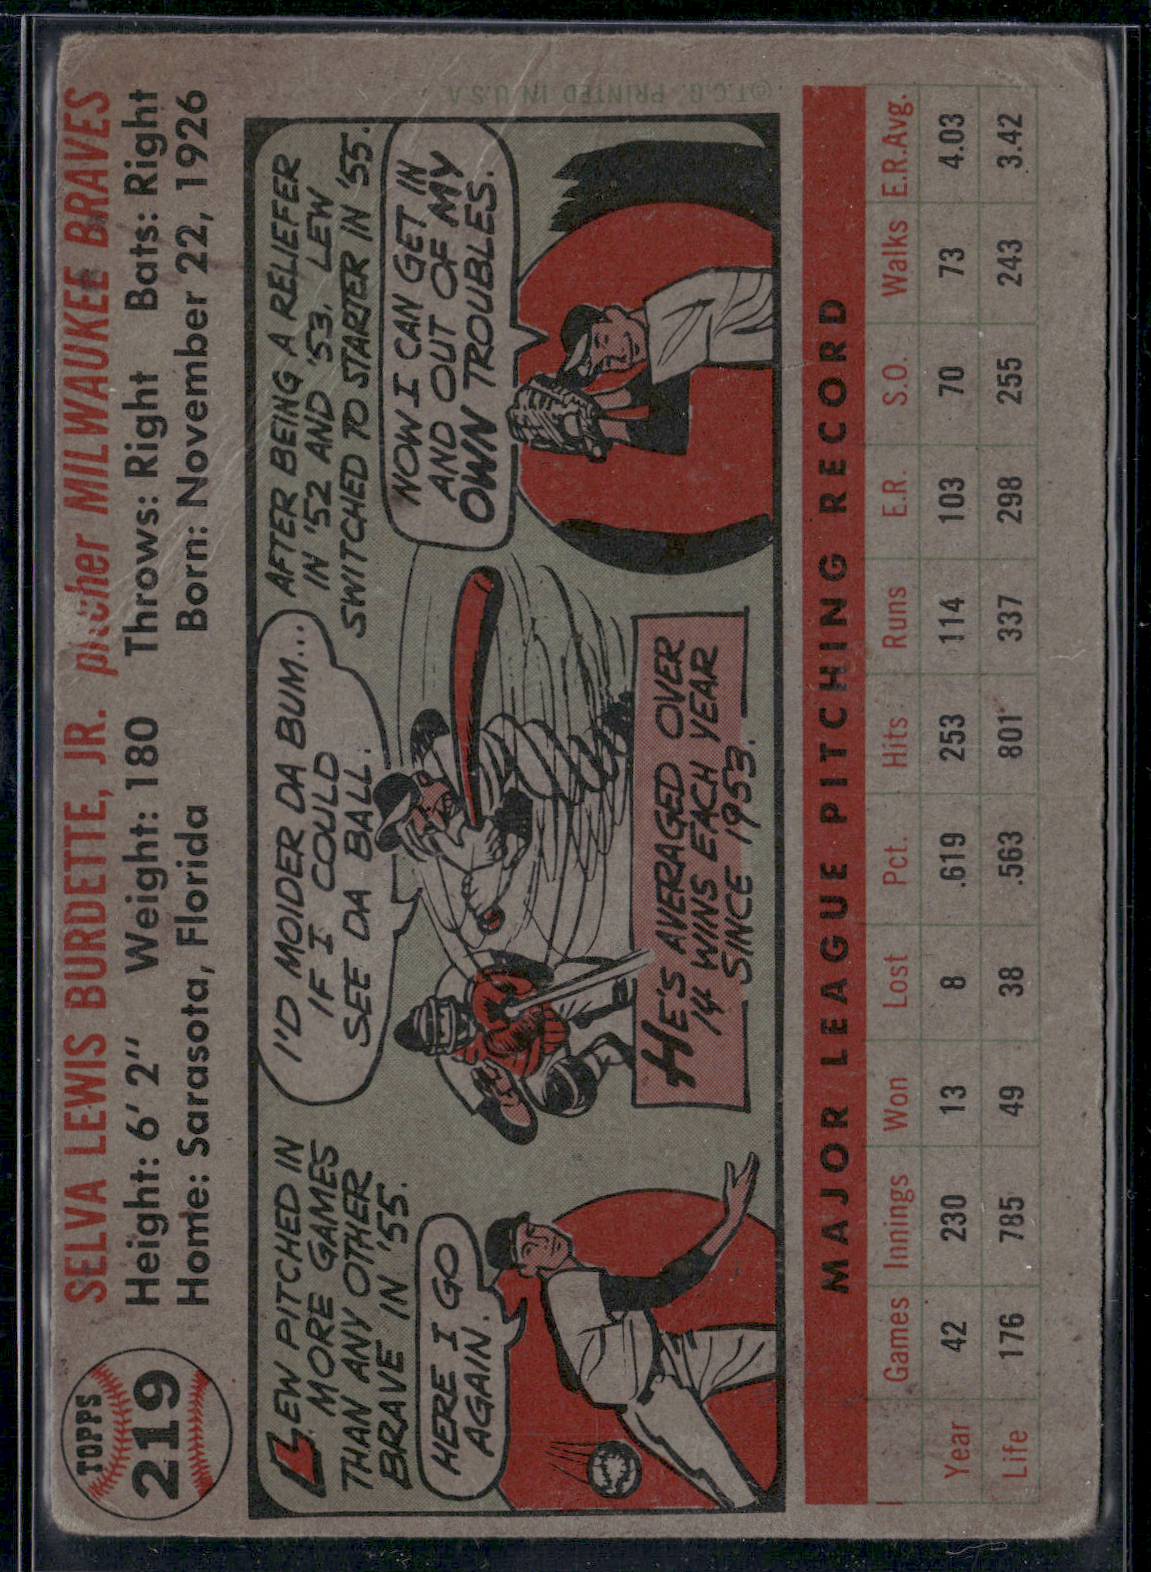 TOPPS
219
SELVA LEWIS BURDETTE, JR. pitcher MILWAUKEE BRAVES
Height: 6' 2" Weight: 180 Throws: Right Bats: Right
Home: Sarasota, Florida Born: November 22, 1926
LEW PITCHED IN
MORE GAMES
THAN ANY OTHER
BRAVE IN '55.
HERE I GO
AGAIN.
I'D MOIDER DA BUM...
IF I COULD
SEE DA BALL.
HE'S AVERAGED OVER
14 WINS EACH YEAR
SINCE 1953.
AFTER BEING A RELIEFER
IN '52 AND '53, LEW
SWITCHED TO STARTER IN '55.
NOW I CAN GET IN
AND OUT OF MY
OWN TROUBLES.
MAJOR LEAGUE PITCHING RECORD
Games Innings Won Lost Pct. Hits Runs E.R. S.O. Walks E.R.Avg.
Year 42 230 13 8 .619 253 114 103 70 73 4.03
Life 176 785 49 38 .563 801 337 298 255 243 3.42
©T.C.G. PRINTED IN U.S.A.